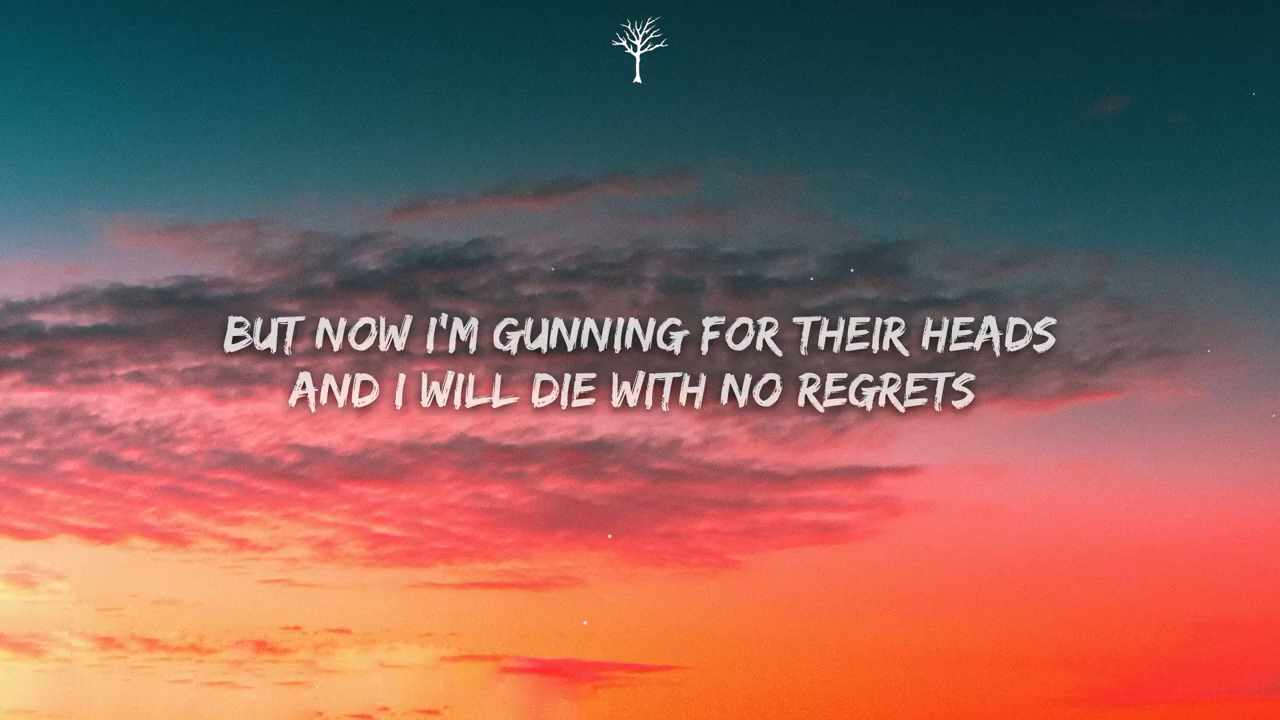 BUT NOW I'M GUNNING FOR THEIR HEADS
AND I WILL DIE WITH NO REGRETS